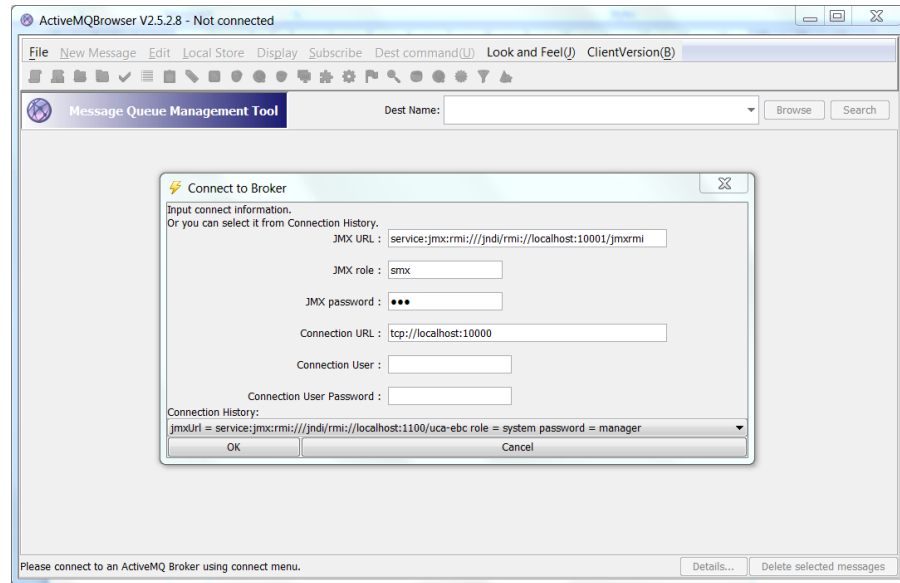 ActiveMQBrowser V2.5.2.8 - Not connected
File New Message Edit Local Store Display Subscribe Dest command(U) Look and Feel(J) ClientVersion(B)
Message Queue Management Tool Dest Name: Browse Search
Connect to Broker
Input connect information.
Or you can select it from Connection History.
JMX URL : service:jmx:rmi:///jndi/rmi://localhost:10001/jmxrmi
JMX role : smx
JMX password : ●●●
Connection URL : tcp://localhost:10000
Connection User :
Connection User Password :
Connection History:
jmxUrl = service:jmx:rmi:///jndi/rmi://localhost:1100/uca-ebc role = system password = manager
OK Cancel
Please connect to an ActiveMQ Broker using connect menu. Details... Delete selected messages